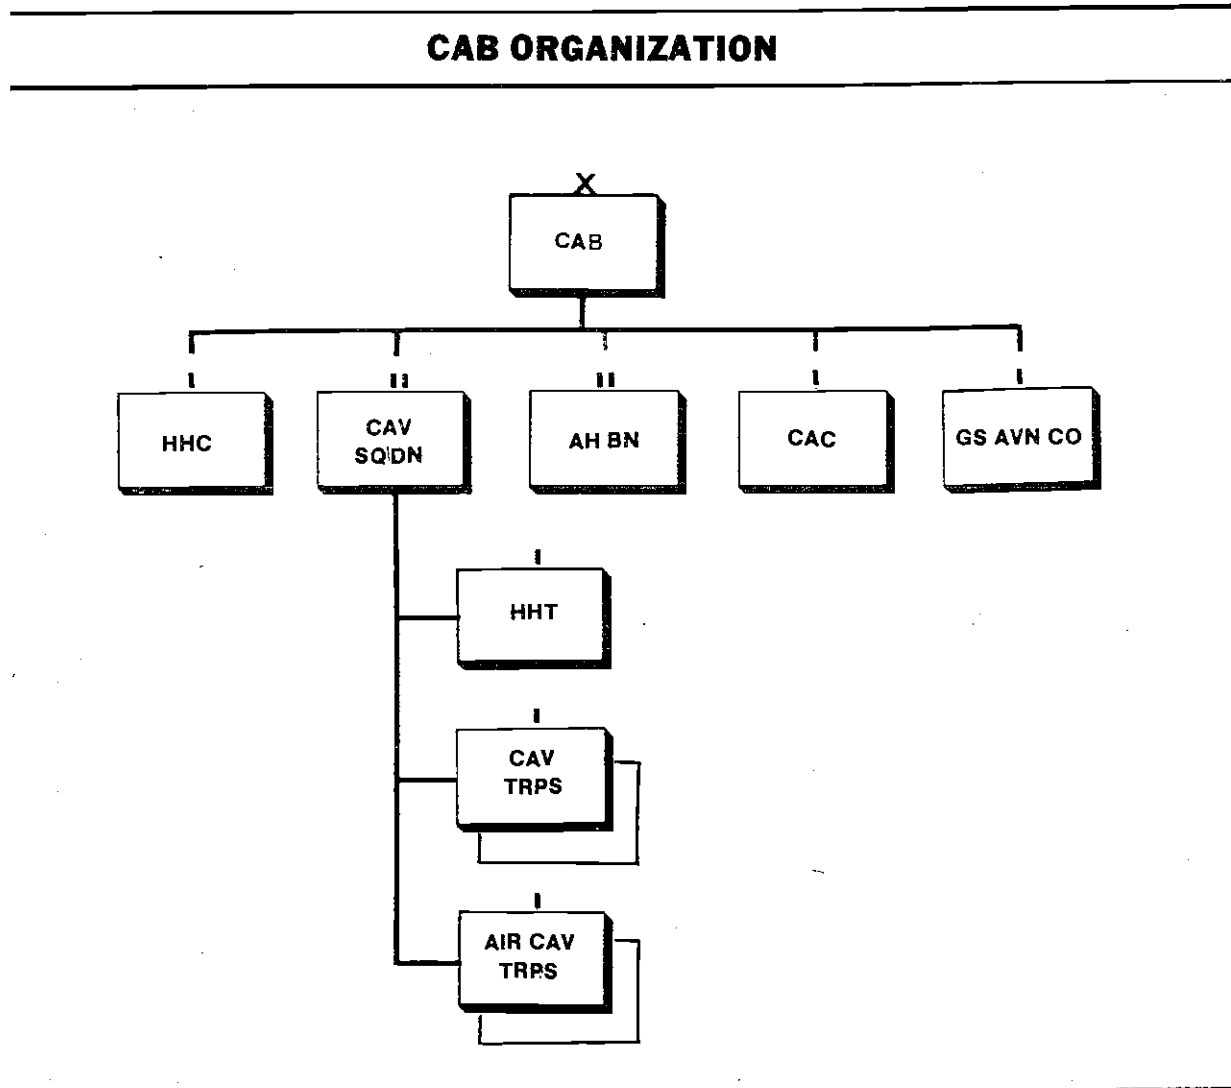 CAB ORGANIZATION
X
CAB
I
II
II
I
I
HHC
CAV
SQDN
AH BN
CAC
GS AVN CO
I
HHT
I
CAV
TRPS
I
AIR CAV
TRPS